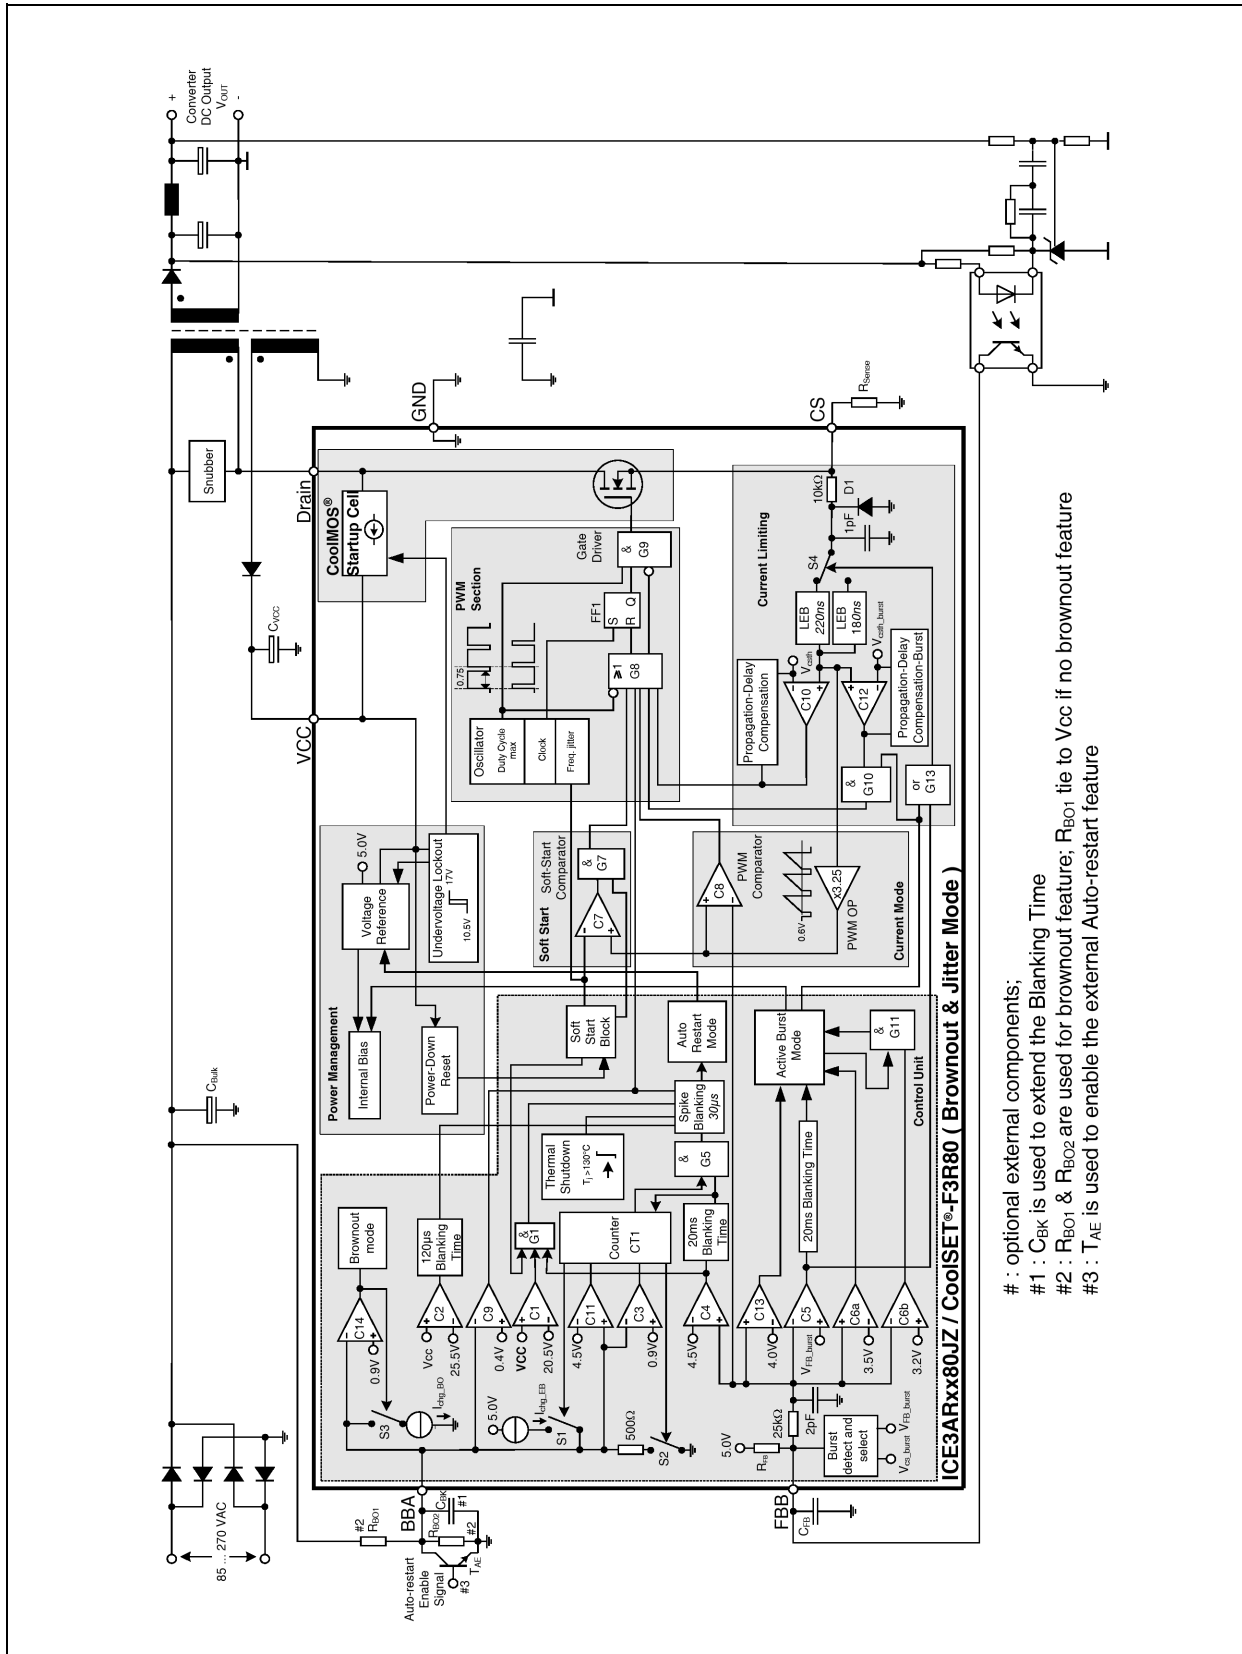 +
Converter
DC Output
VOUT
-
Snubber
CVCC
CBulk
85 ... 270 VAC
#2
RBO1
Drain
VCC
GND
CS
RSense
BBA
RBO2
#2
CBK
#1
TAE
#3
Auto-restart
Enable
Signal
FBB
CFB
CoolMOS®
Startup Cell
PWM
Section
Gate
Driver
&
G9
FF1
S
R
Q
≥1
G8
0.75
Oscillator
Duty Cycle
max
Clock
Freq. jitter
Current Limiting
10kΩ
D1
1pF
S4
LEB
220ns
LEB
180ns
Vcsth
Vcsth_burst
Propagation-Delay
Compensation
Propagation-Delay
Compensation-Burst
C10
+
−
C12
+
−
&
G10
or
G13
Power Management
5.0V
Voltage
Reference
Undervoltage Lockout
17V
10.5V
Internal Bias
Power-Down
Reset
Soft Start
Soft-Start
Comparator
C7
−
+
&
G7
Soft
Start
Block
PWM
Comparator
C8
+
−
0.6V
x3.25
PWM OP
Current Mode
Auto
Restart
Mode
Spike
Blanking
30µs
&
G5
Thermal
Shutdown
Tj >130°C
Active Burst
Mode
&
G11
Control Unit
20ms Blanking Time
Brownout
mode
120µs
Blanking
Time
&
G1
Counter
CT1
20ms
Blanking
Time
C14
−
+
0.9V
C2
+
−
Vcc
25.5V
C9
−
+
0.4V
C1
+
−
VCC
20.5V
C11
−
+
4.5V
C3
−
+
0.9V
C4
−
+
4.5V
C13
−
+
4.0V
C5
−
+
VFB_burst
C6a
+
−
3.5V
C6b
−
+
3.2V
S3
Ichg_BO
5.0V
Ichg_EB
S1
500Ω
S2
5.0V
RFB
25kΩ
2pF
Burst
detect and
select
VFB_burst
Vcs_burst
ICE3ARxx80JZ / CoolSET®-F3R80 ( Brownout & Jitter Mode )
# : optional external components;
#1 : CBK is used to extend the Blanking Time
#2 : RBO1 & RBO2 are used for brownout feature; RBO1 tie to Vcc if no brownout feature
#3 : TAE is used to enable the external Auto-restart feature